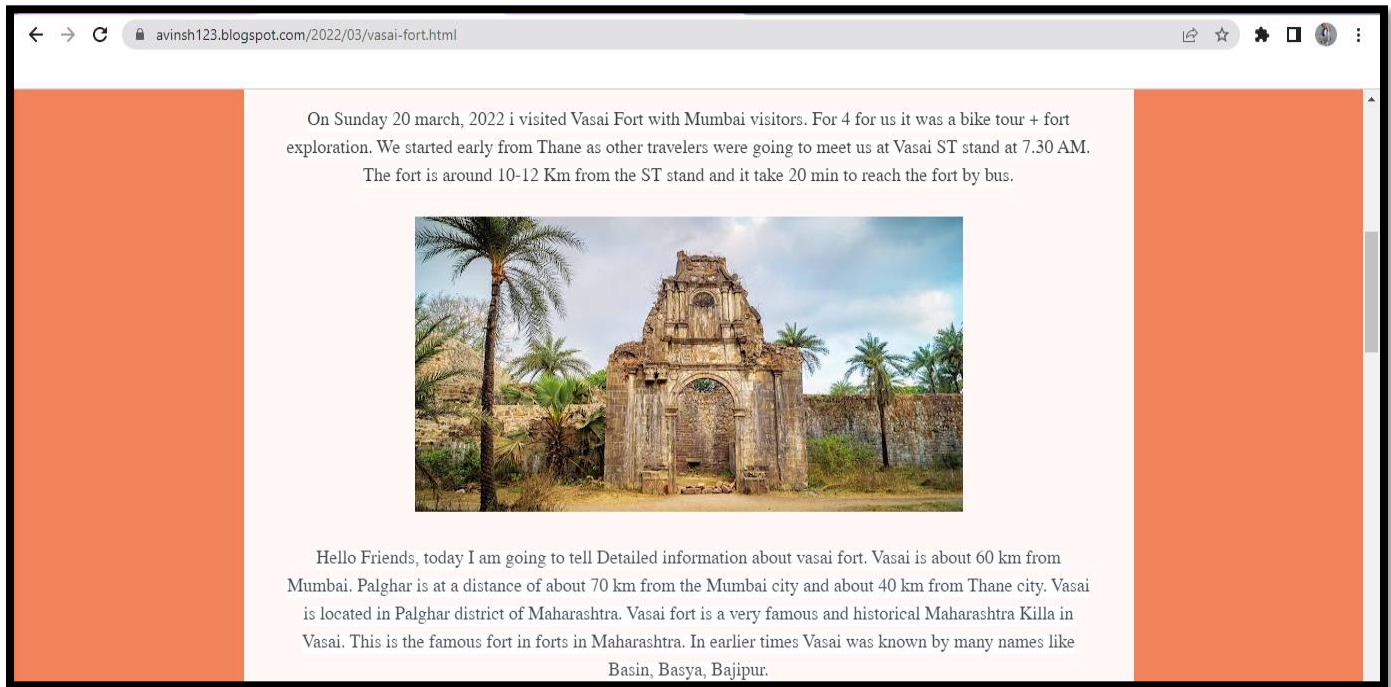 avinsh123.blogspot.com/2022/03/vasai-fort.html
On Sunday 20 march, 2022 i visited Vasai Fort with Mumbai visitors. For 4 for us it was a bike tour + fort
exploration. We started early from Thane as other travelers were going to meet us at Vasai ST stand at 7.30 AM.
The fort is around 10-12 Km from the ST stand and it take 20 min to reach the fort by bus.
Hello Friends, today I am going to tell Detailed information about vasai fort. Vasai is about 60 km from
Mumbai. Palghar is at a distance of about 70 km from the Mumbai city and about 40 km from Thane city. Vasai
is located in Palghar district of Maharashtra. Vasai fort is a very famous and historical Maharashtra Killa in
Vasai. This is the famous fort in forts in Maharashtra. In earlier times Vasai was known by many names like
Basin, Basya, Bajipur.